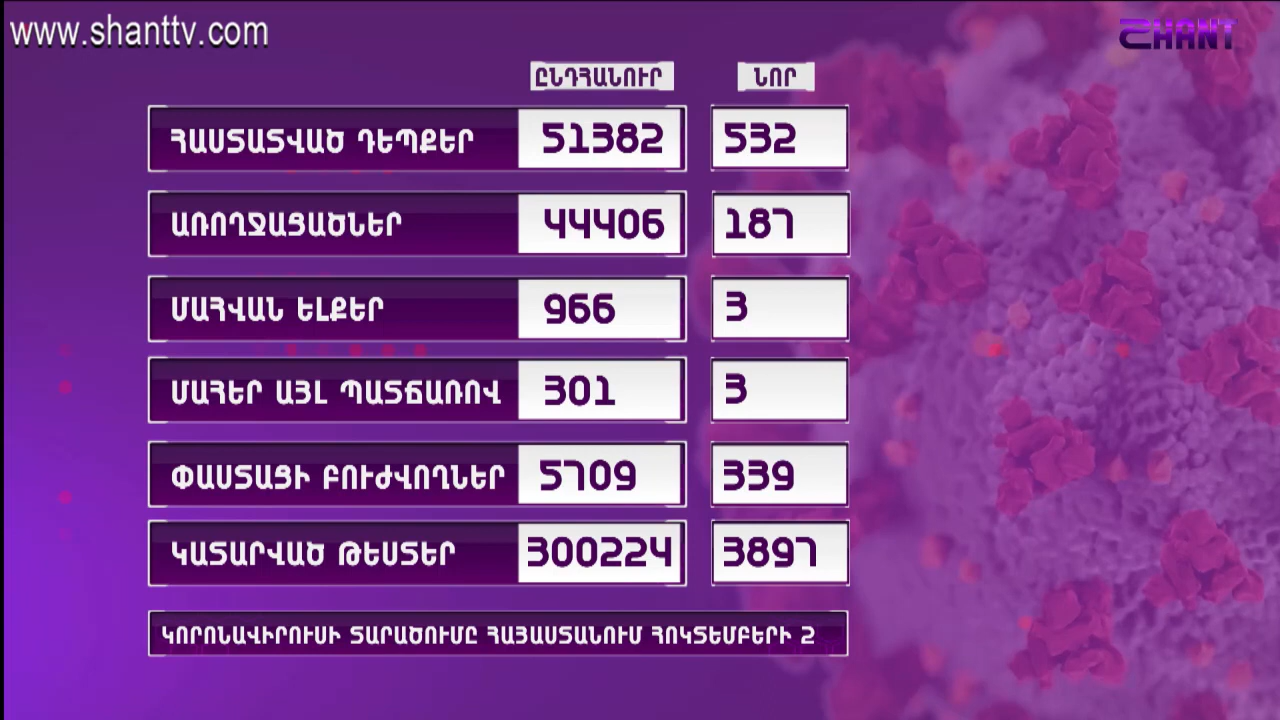 www.shanttv.com
SHANT
ԸՆԴՀԱՆՈՒՐ ՆՈՐ
ՀԱՍՏԱՏՎԱԾ ԴԵՊՔԵՐ 51382 532
ԱՌՈՂՋԱՑԱԾՆԵՐ 44406 187
ՄԱՀՎԱՆ ԵԼՔԵՐ 966 3
ՄԱՀԵՐ ԱՅԼ ՊԱՏՃԱՌՈՎ 301 3
ՓԱՍՏԱՑԻ ԲՈՒԺՎՈՂՆԵՐ 5709 339
ԿԱՏԱՐՎԱԾ ԹԵՍՏԵՐ 300224 3897
ԿՈՐՈՆԱՎԻՐՈՒՍԻ ՏԱՐԱԾՈՒՄԸ ՀԱՅԱՍՏԱՆՈՒՄ ՀՈԿՏԵՄԲԵՐԻ 2